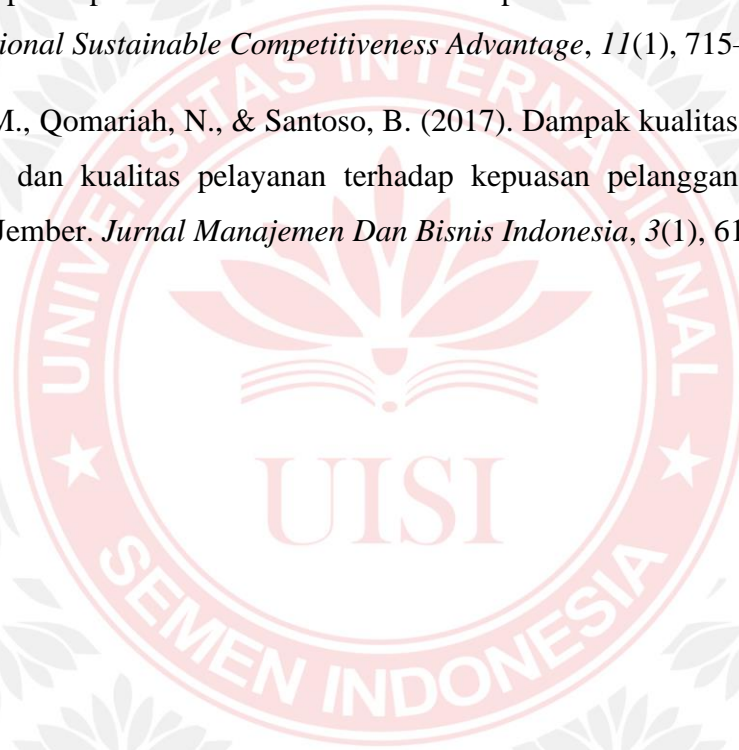 ional Sustainable Competitiveness Advantage, 11(1), 715–
M., Qomariah, N., & Santoso, B. (2017). Dampak kualitas
dan kualitas pelayanan terhadap kepuasan pelanggan
Jember. Jurnal Manajemen Dan Bisnis Indonesia, 3(1), 61
UNIVERSITAS INTERNASIONAL
UISI
SEMEN INDONESIA